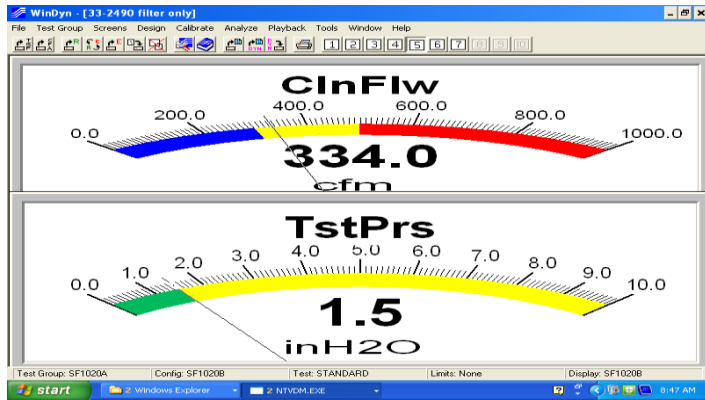 WinDyn - [33-2490 filter only]
File Test Group Screens Design Calibrate Analyze Playback Tools Window Help
1 2 3 4 5 6 7 8 9 10
ClnFlw
0.0 200.0 400.0 600.0 800.0 1000.0
334.0
cfm
TstPrs
0.0 1.0 2.0 3.0 4.0 5.0 6.0 7.0 8.0 9.0 10.0
1.5
inH2O
Test Group: SF1020A Config: SF1020B Test: STANDARD Limits: None Display: SF1020B
start 2 Windows Explorer 2 NTVDM.EXE 8:47 AM